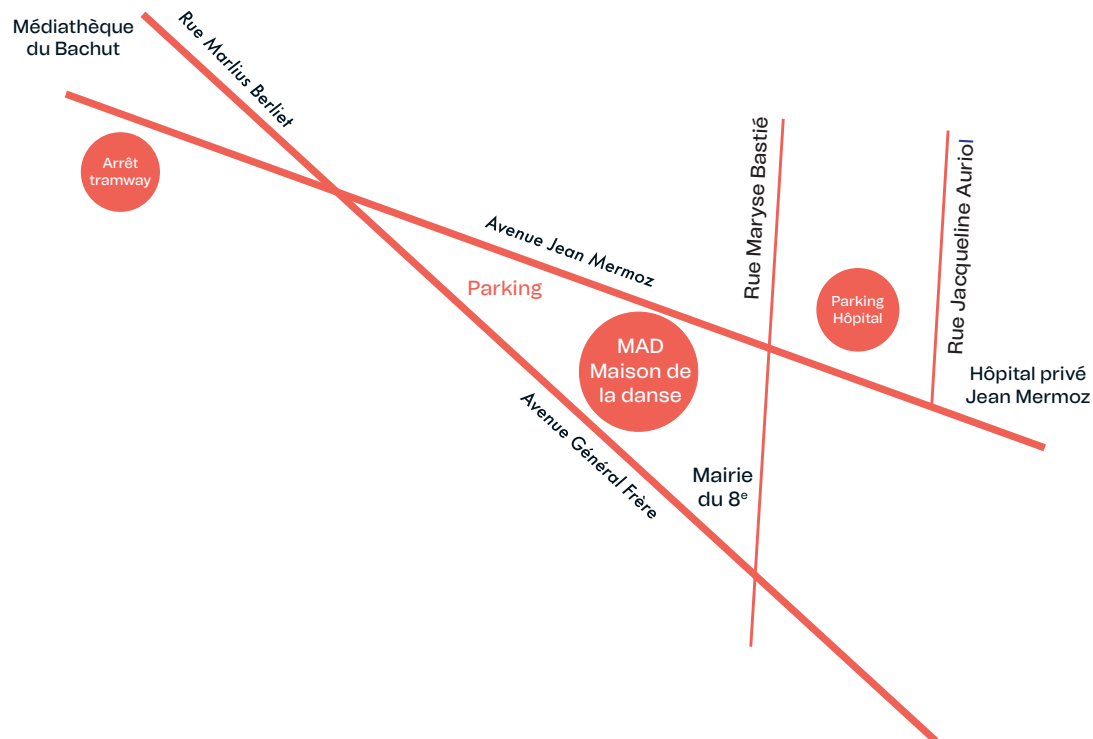 Médiathèque
du Bachut
Rue Marlius Berliet
Arrêt
tramway
Avenue Jean Mermoz
Rue Maryse Bastié
Rue Jacqueline Auriol
Parking
Parking
Hôpital
MAD
Maison de
la danse
Hôpital privé
Jean Mermoz
Avenue Général Frère
Mairie
du 8ᵉ